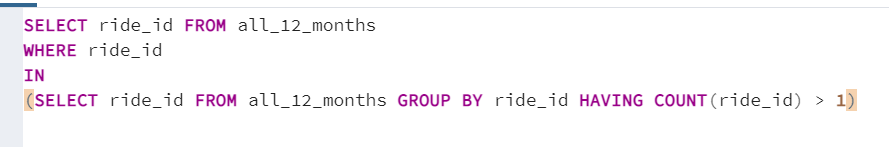 SELECT ride_id FROM all_12_months
WHERE ride_id
IN
(SELECT ride_id FROM all_12_months GROUP BY ride_id HAVING COUNT(ride_id) > 1)